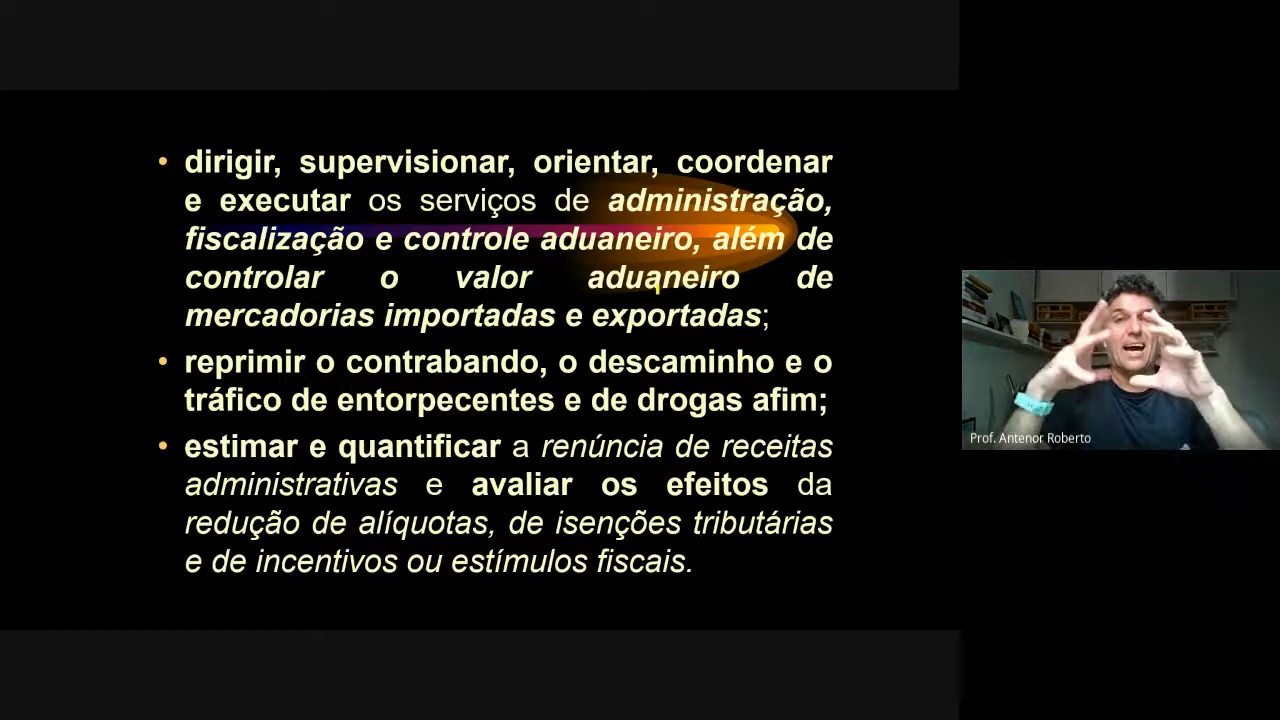 • dirigir, supervisionar, orientar, coordenar
e executar os serviços de administração,
fiscalização e controle aduaneiro, além de
controlar o valor aduaneiro de
mercadorias importadas e exportadas;
• reprimir o contrabando, o descaminho e o
tráfico de entorpecentes e de drogas afim;
• estimar e quantificar a renúncia de receitas
administrativas e avaliar os efeitos da
redução de alíquotas, de isenções tributárias
e de incentivos ou estímulos fiscais.
Prof. Antenor Roberto